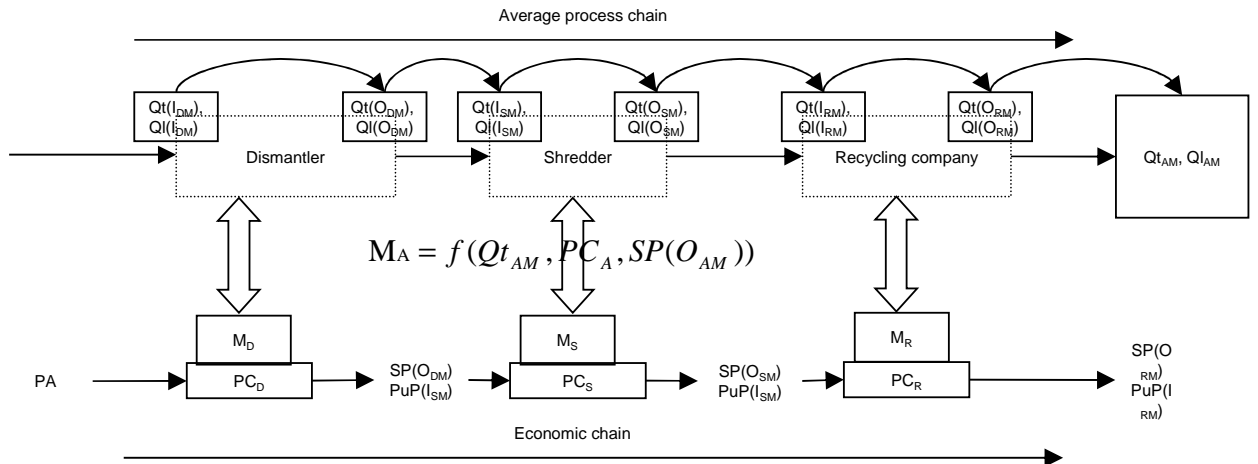 Average process chain
Qt(I_DM),
Ql(I_DM)
Qt(O_DM),
Ql(O_DM)
Qt(I_SM),
Ql(I_SM)
Qt(O_SM),
Ql(O_SM)
Qt(I_RM),
Ql(I_RM)
Qt(O_RM),
Ql(O_RM)
Dismantler
Shredder
Recycling company
Qt_AM, Ql_AM
M_A = f(Qt_AM, PC_A, SP(O_AM))
M_D
M_S
M_R
PA
PC_D
SP(O_DM)
PuP(I_SM)
PC_S
SP(O_SM)
PuP(I_SM)
PC_R
SP(O
RM)
PuP(I
RM)
Economic chain